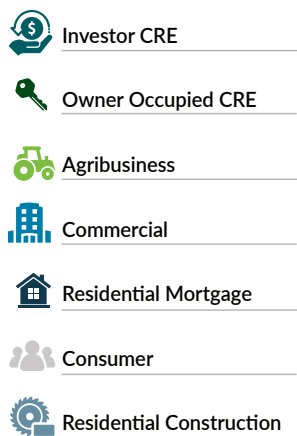 Investor CRE
Owner Occupied CRE
Agribusiness
Commercial
Residential Mortgage
Consumer
Residential Construction